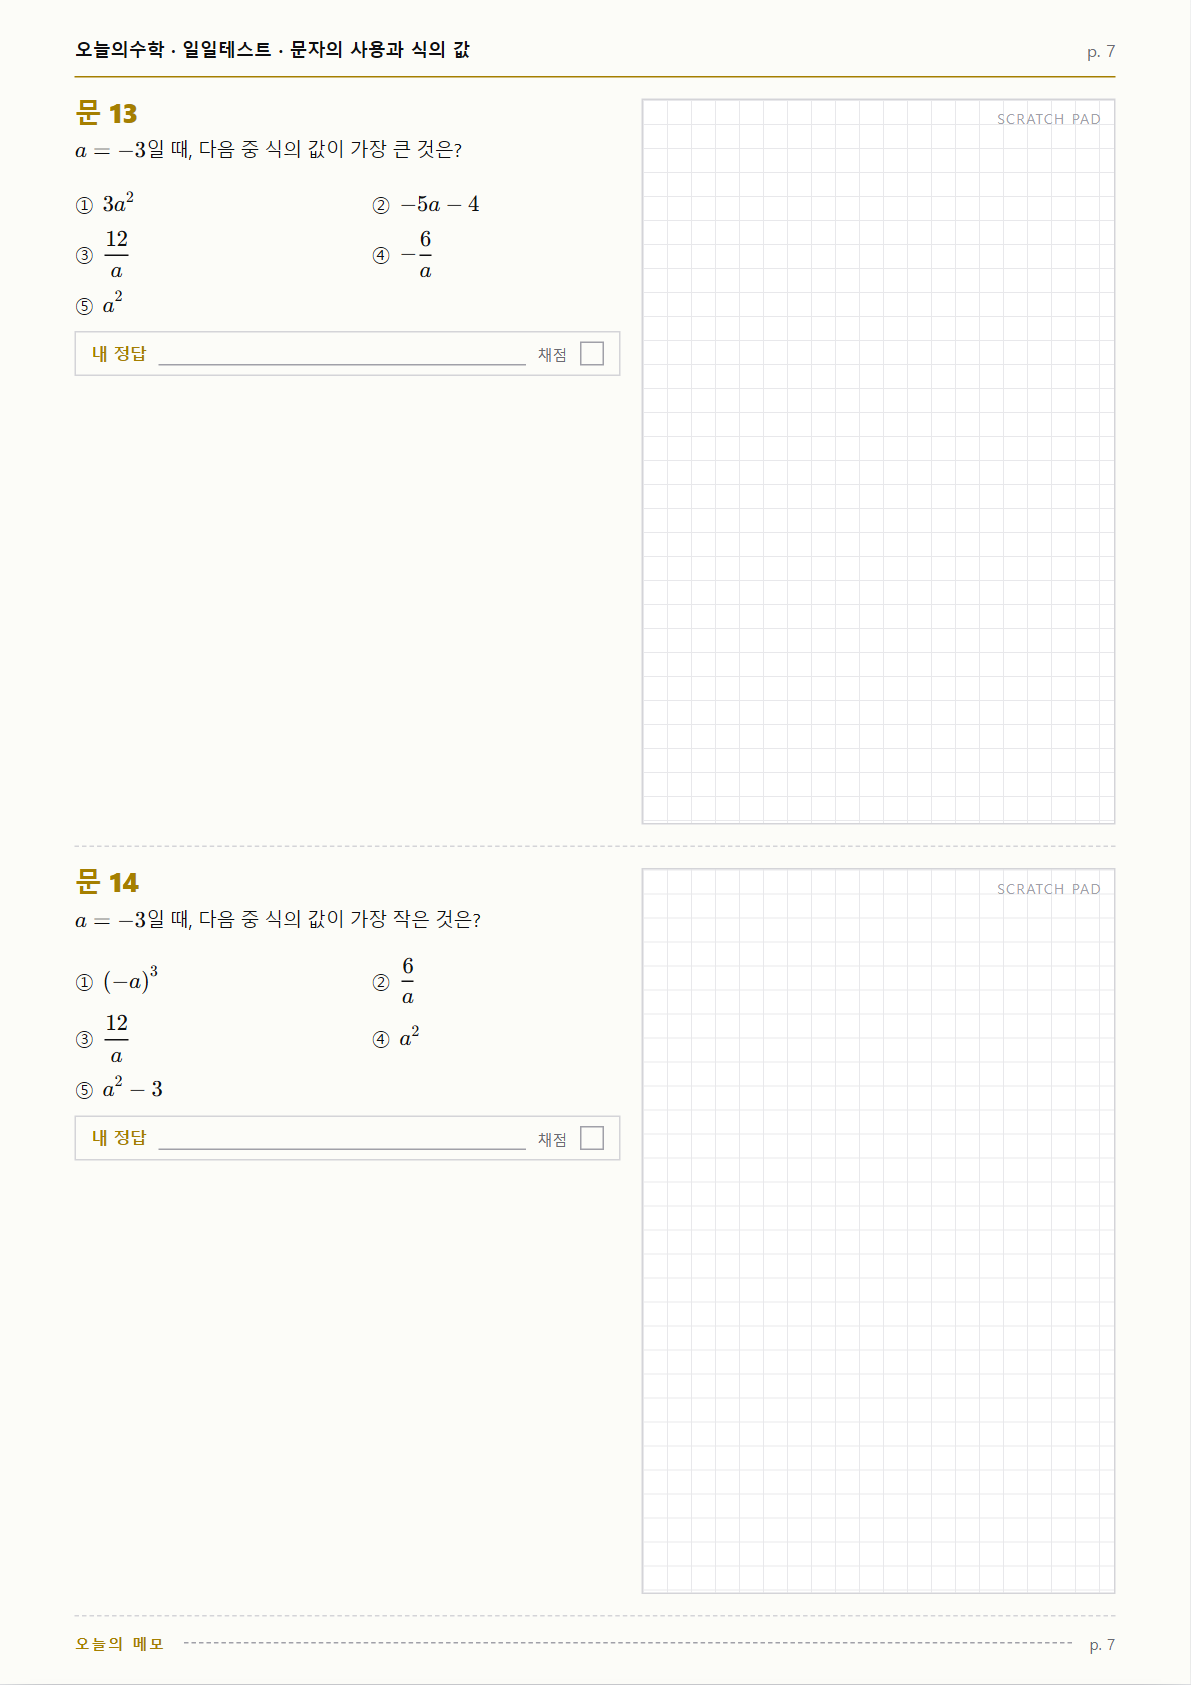 오늘의수학 · 일일테스트 · 문자의 사용과 식의 값
p. 7
문 13
a = −3일 때, 다음 중 식의 값이 가장 큰 것은?
① 3a²
② −5a − 4
③ 12/a
④ −6/a
⑤ a²
내 정답 채점
SCRATCH PAD
문 14
a = −3일 때, 다음 중 식의 값이 가장 작은 것은?
① (−a)³
② 6/a
③ 12/a
④ a²
⑤ a² − 3
내 정답 채점
SCRATCH PAD
오늘의 메모 p. 7